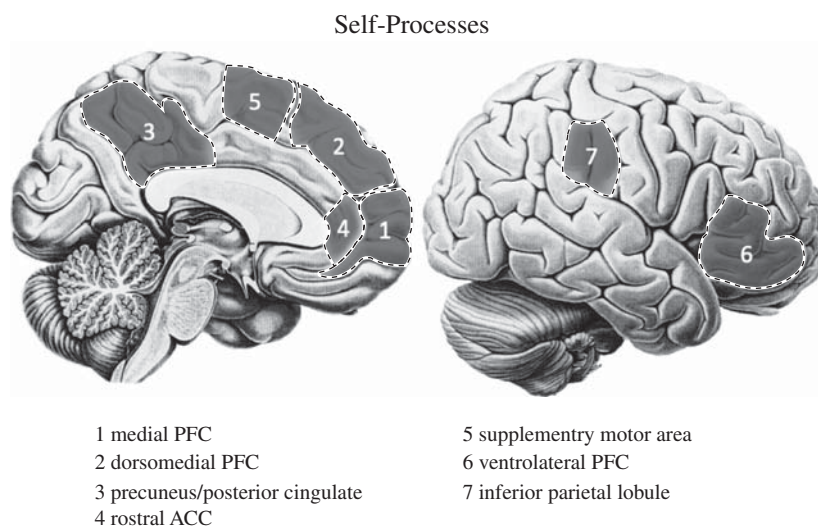 Self-Processes
5
3
2
4
1
7
6
1 medial PFC
2 dorsomedial PFC
3 precuneus/posterior cingulate
4 rostral ACC
5 supplementry motor area
6 ventrolateral PFC
7 inferior parietal lobule